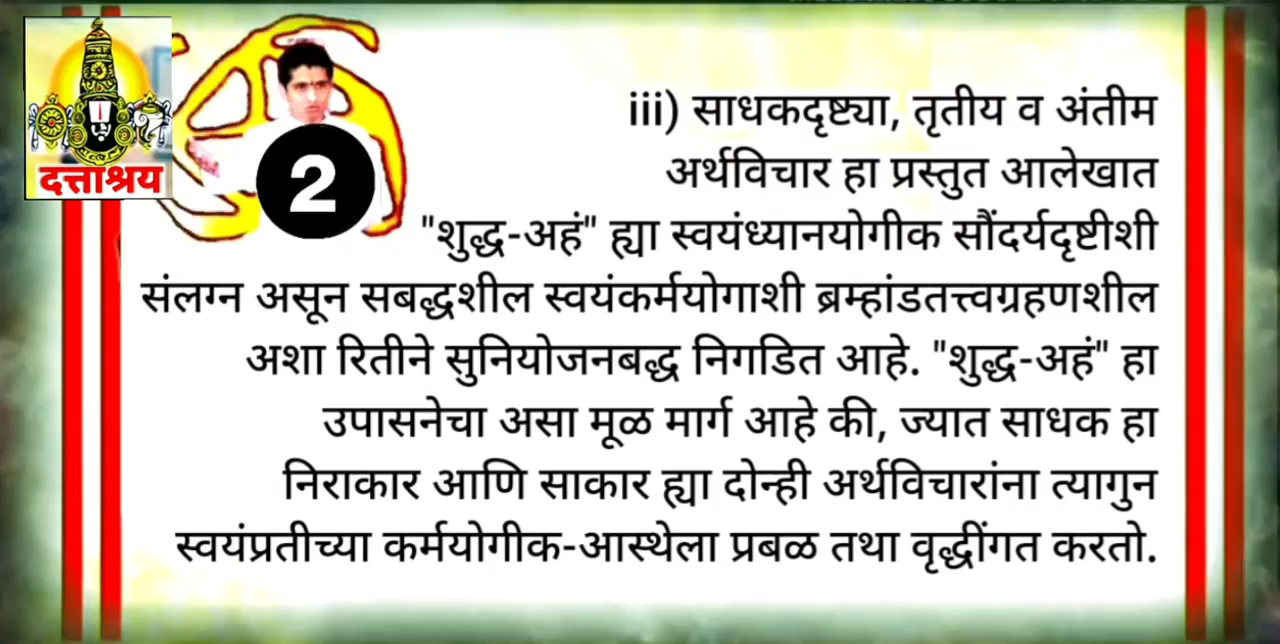 दत्ताश्रय
2
iii) साधकदृष्ट्या, तृतीय व अंतीम
अर्थविचार हा प्रस्तुत आलेखात
"शुद्ध-अहं" ह्या स्वयंध्यानयोगीक सौंदर्यदृष्टीशी
संलग्न असून सबद्धशील स्वयंकर्मयोगाशी ब्रम्हांडतत्त्वग्रहणशील
अशा रितीने सुनियोजनबद्ध निगडित आहे. "शुद्ध-अहं" हा
उपासनेचा असा मूळ मार्ग आहे की, ज्यात साधक हा
निराकार आणि साकार ह्या दोन्ही अर्थविचारांना त्यागुन
स्वयंप्रतीच्या कर्मयोगीक-आस्थेला प्रबळ तथा वृद्धींगत करतो.